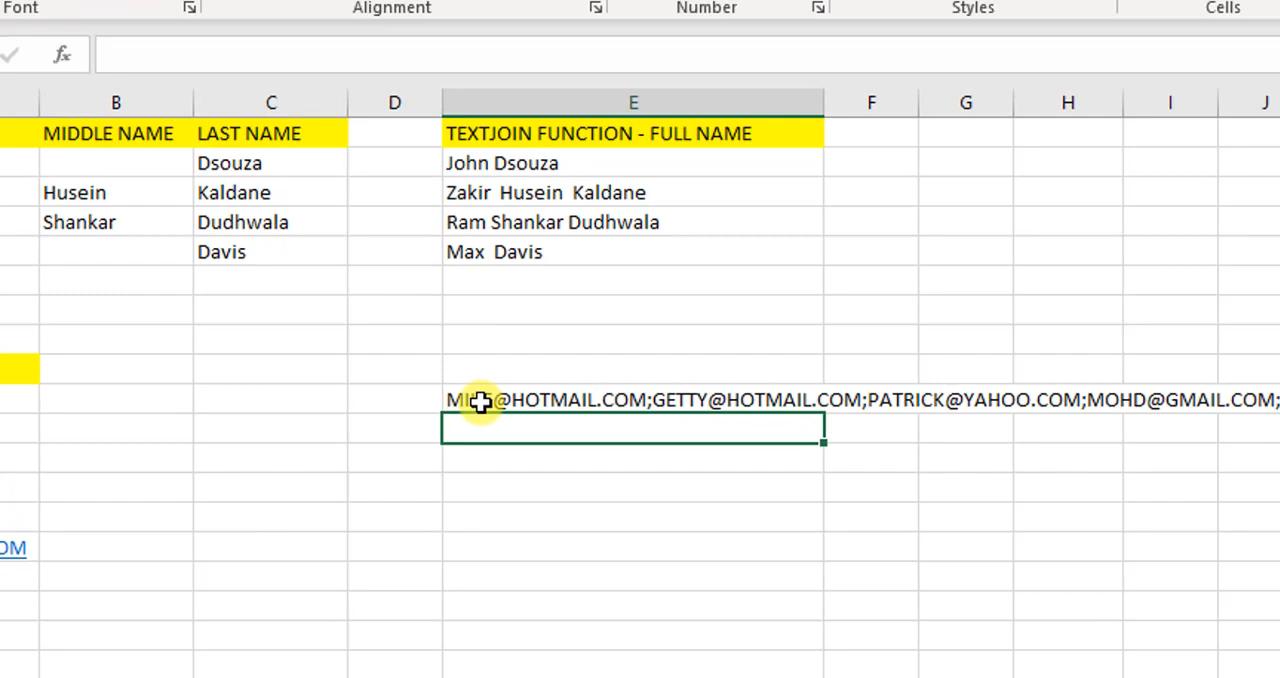 Font Alignment Number Styles Cells
fx
B C D E F G H I J
MIDDLE NAME LAST NAME TEXTJOIN FUNCTION - FULL NAME
Dsouza John Dsouza
Husein Kaldane Zakir  Husein  Kaldane
Shankar Dudhwala Ram Shankar Dudhwala
Davis Max  Davis
@HOTMAIL.COM;GETTY@HOTMAIL.COM;PATRICK@YAHOO.COM;MOHD@GMAIL.COM;
OM